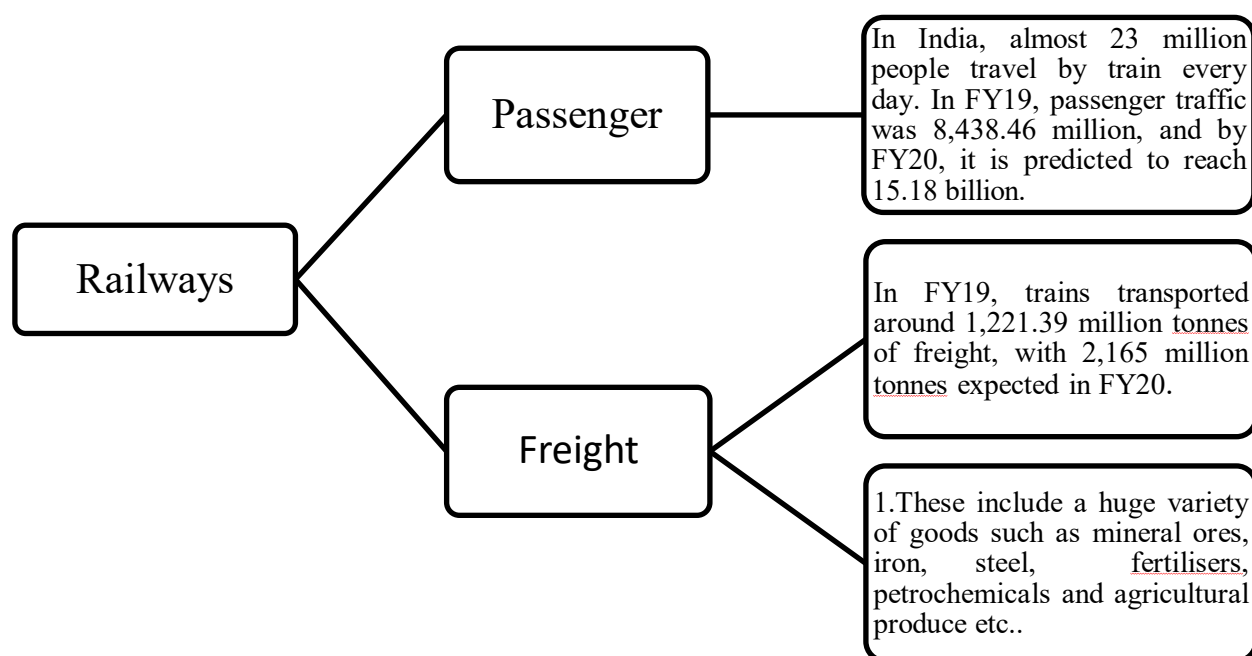 Railways
Passenger
In India, almost 23 million
people travel by train every
day. In FY19, passenger traffic
was 8,438.46 million, and by
FY20, it is predicted to reach
15.18 billion.
Freight
In FY19, trains transported
around 1,221.39 million tonnes
of freight, with 2,165 million
tonnes expected in FY20.
1.These include a huge variety
of goods such as mineral ores,
iron, steel, fertilisers,
petrochemicals and agricultural
produce etc..